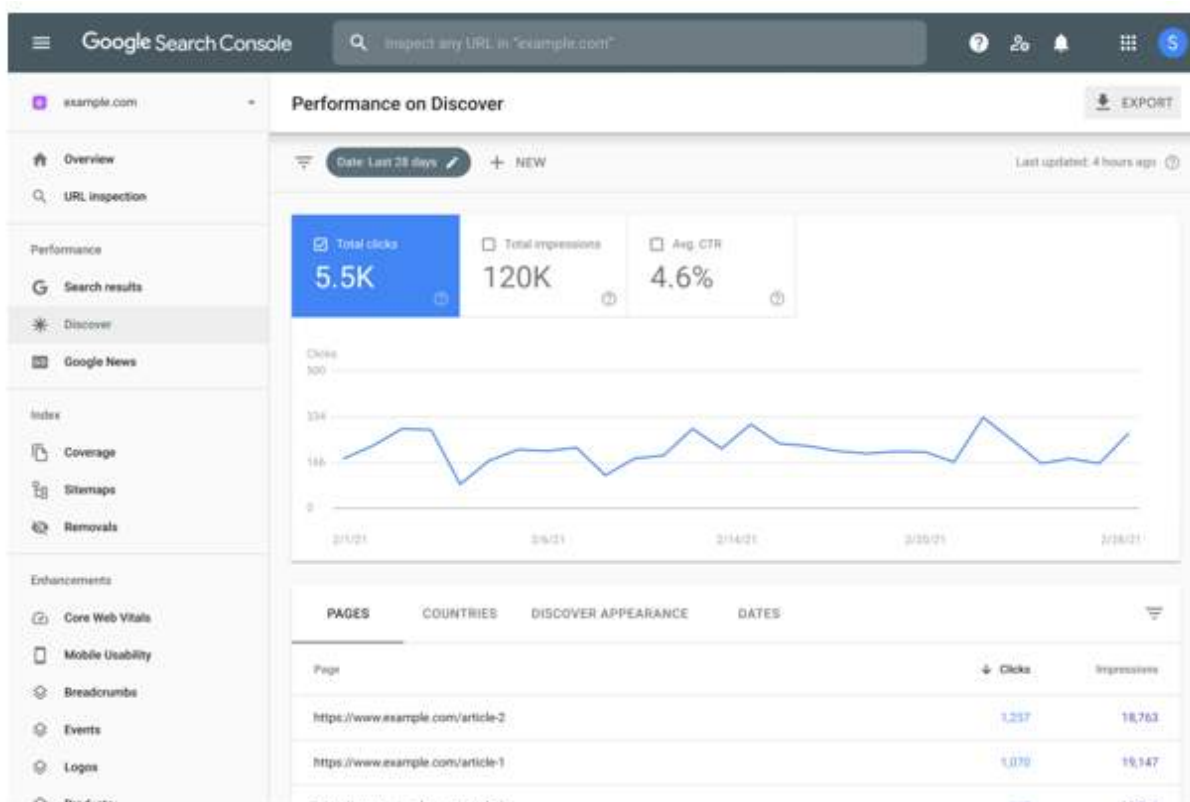 Google Search Console
Inspect any URL in "example.com"
S
example.com
Performance on Discover
EXPORT
Overview
URL inspection
Date: Last 28 days
NEW
Last updated: 4 hours ago
Performance
Search results
Discover
Google News
Total clicks
5.5K
Total impressions
120K
Avg. CTR
4.6%
Clicks
500
334
166
0
2/1/21
2/14/21
2/20/21
2/28/21
Index
Coverage
Sitemaps
Removals
Enhancements
Core Web Vitals
Mobile Usability
Breadcrumbs
Events
Logos
PAGES
COUNTRIES
DISCOVER APPEARANCE
DATES
Page
Clicks
Impressions
https://www.example.com/article-2
18,763
https://www.example.com/article-1
1,070
19,147